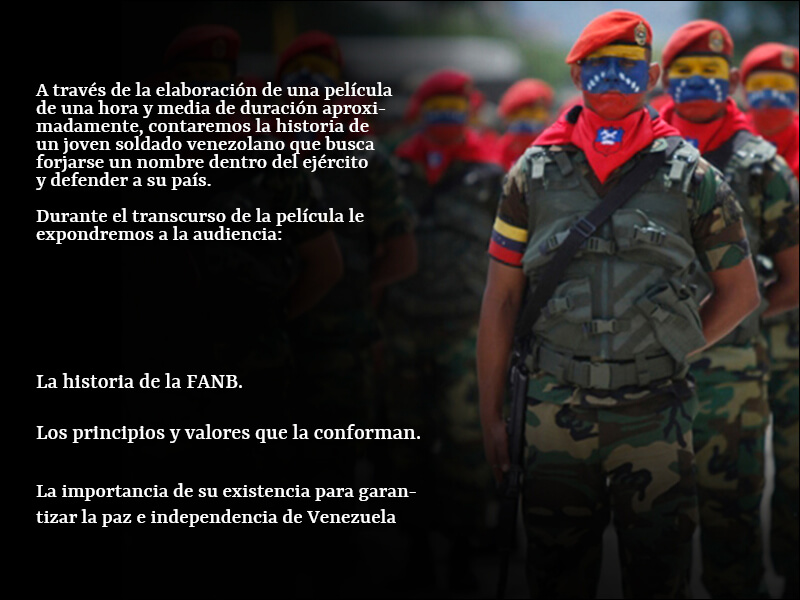 A través de la elaboración de una película
de una hora y media de duración aproxi-
madamente, contaremos la historia de
un joven soldado venezolano que busca
forjarse un nombre dentro del ejército
y defender a su país.
Durante el transcurso de la película le
expondremos a la audiencia:
La historia de la FANB.
Los principios y valores que la conforman.
La importancia de su existencia para garan-
tizar la paz e independencia de Venezuela